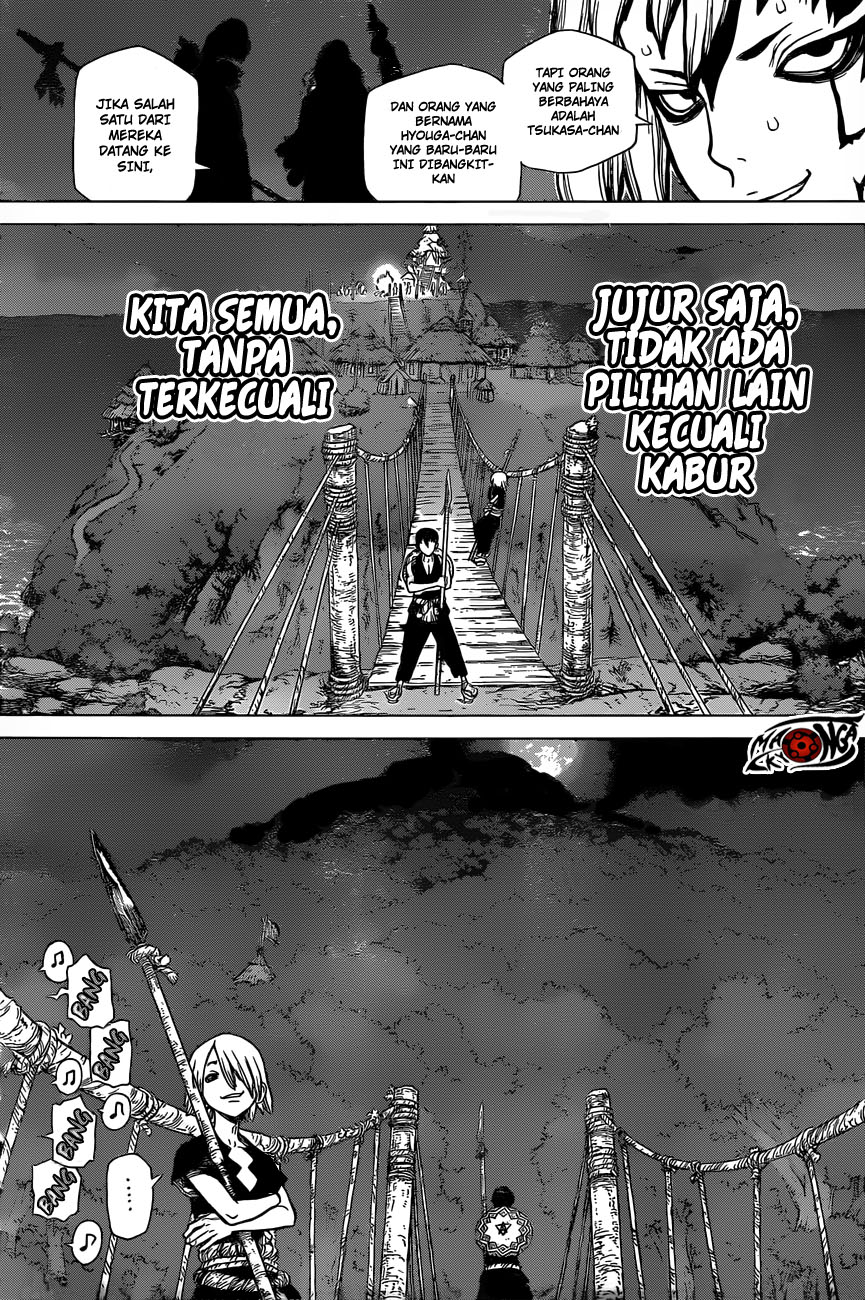 TAPI ORANG
YANG PALING
BERBAHAYA
ADALAH
TSUKASA-CHAN
DAN ORANG YANG
BERNAMA
HYOUGA-CHAN
YANG BARU-BARU
INI DIBANGKIT-
KAN
JIKA SALAH
SATU DARI
MEREKA
DATANG KE
SINI,
JUJUR SAJA,
TIDAK ADA
PILIHAN LAIN
KECUALI
KABUR
KITA SEMUA,
TANPA
TERKECUALI
BANG
BANG
BANG
BANG
.....